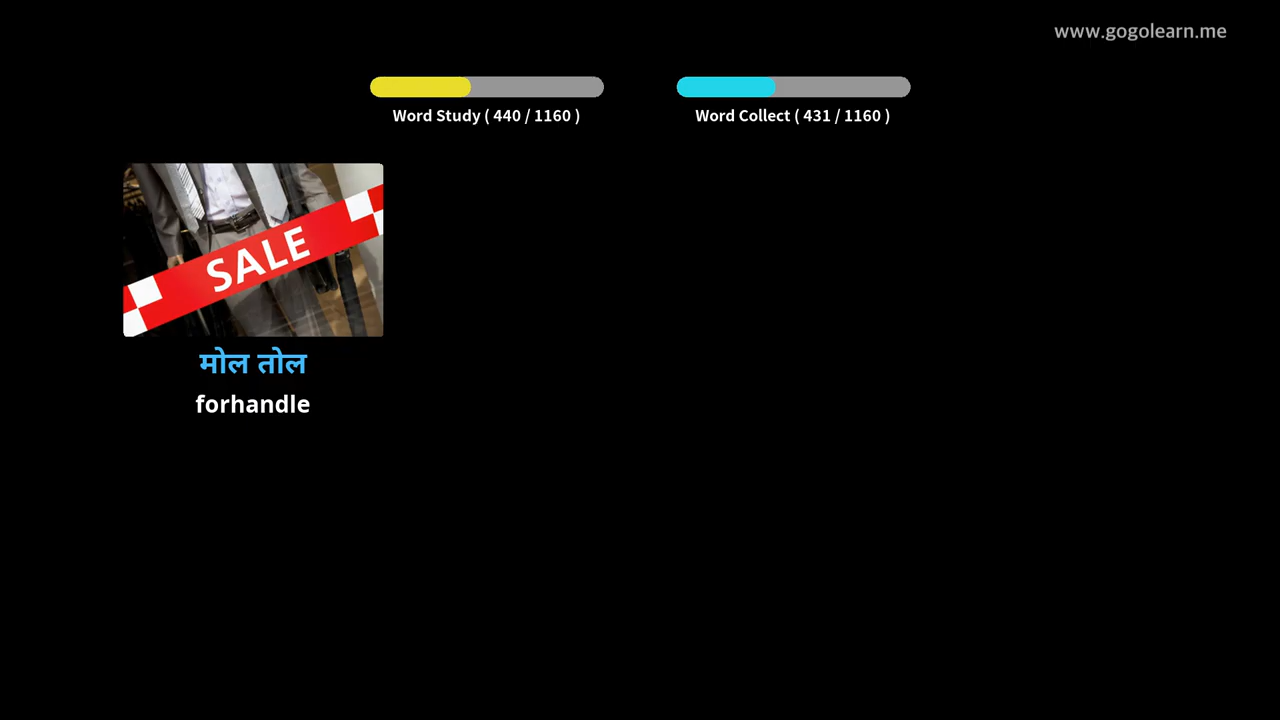 www.gogolearn.me
Word Study ( 440 / 1160 )
Word Collect ( 431 / 1160 )
SALE
मोल तोल
forhandle